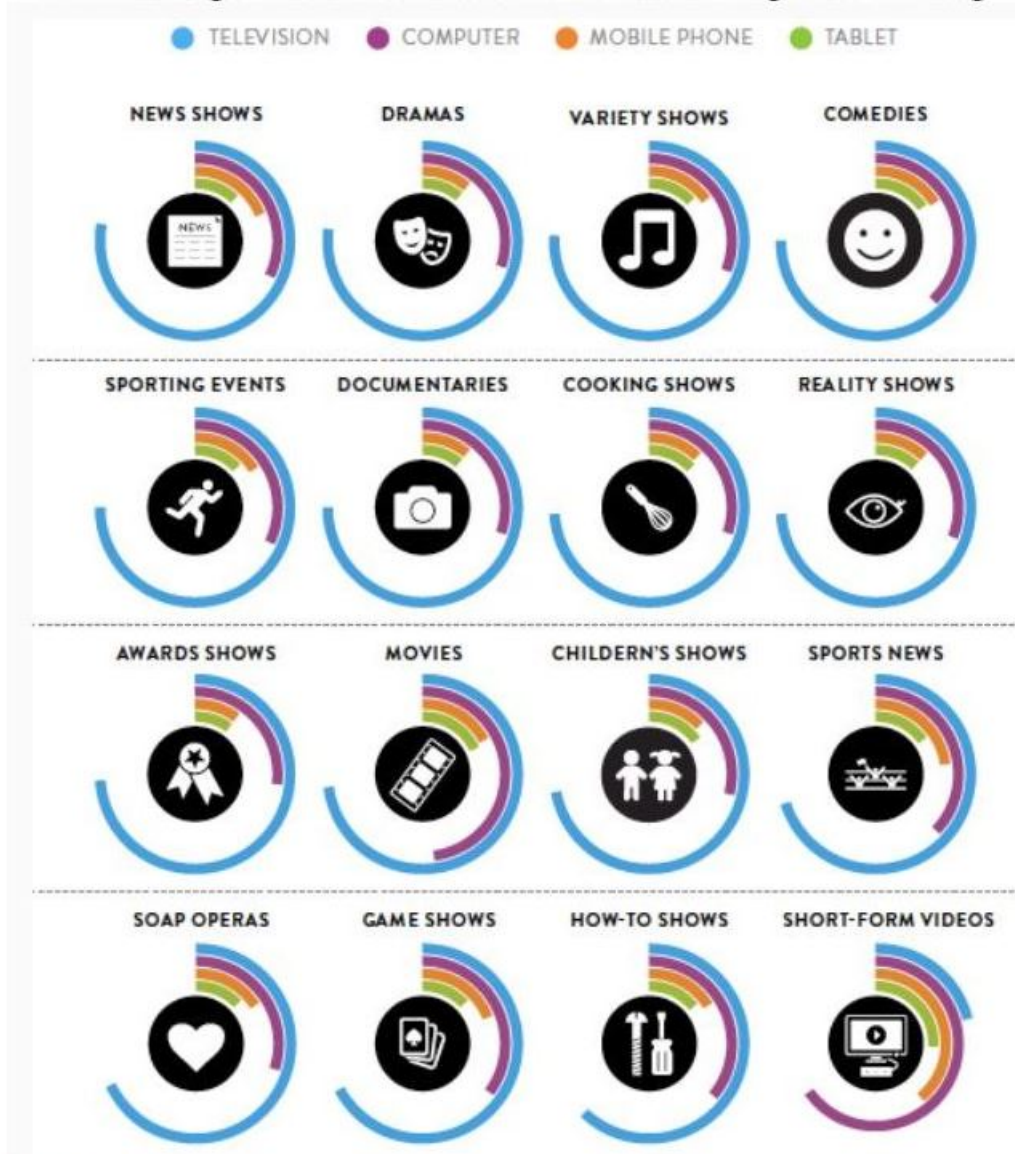 TELEVISION COMPUTER MOBILE PHONE TABLET
NEWS SHOWS DRAMAS VARIETY SHOWS COMEDIES
NEWS
SPORTING EVENTS DOCUMENTARIES COOKING SHOWS REALITY SHOWS
AWARDS SHOWS MOVIES CHILDERN'S SHOWS SPORTS NEWS
SOAP OPERAS GAME SHOWS HOW-TO SHOWS SHORT-FORM VIDEOS